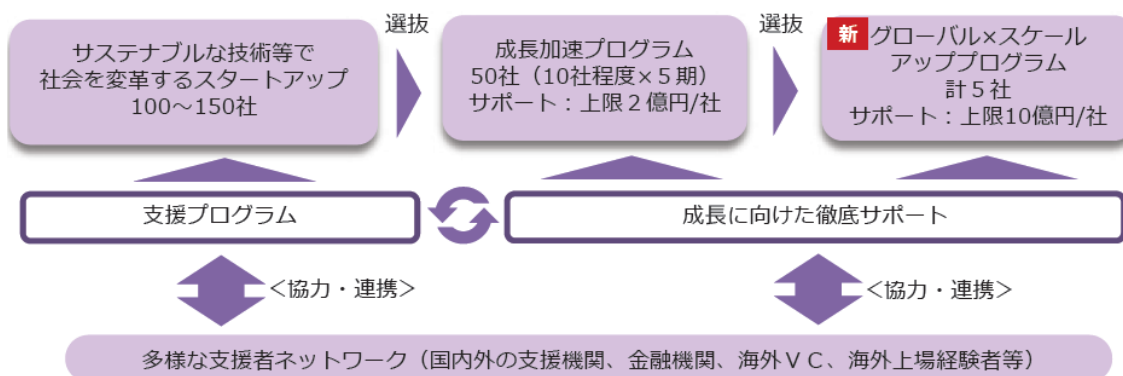 サステナブルな技術等で
社会を変革するスタートアップ
100～150社
選抜
成長加速プログラム
50社（10社程度×５期）
サポート：上限２億円/社
選抜
新 グローバル×スケール
アッププログラム
計５社
サポート：上限10億円/社
支援プログラム
成長に向けた徹底サポート
＜協力・連携＞
＜協力・連携＞
多様な支援者ネットワーク（国内外の支援機関、金融機関、海外ＶＣ、海外上場経験者等）